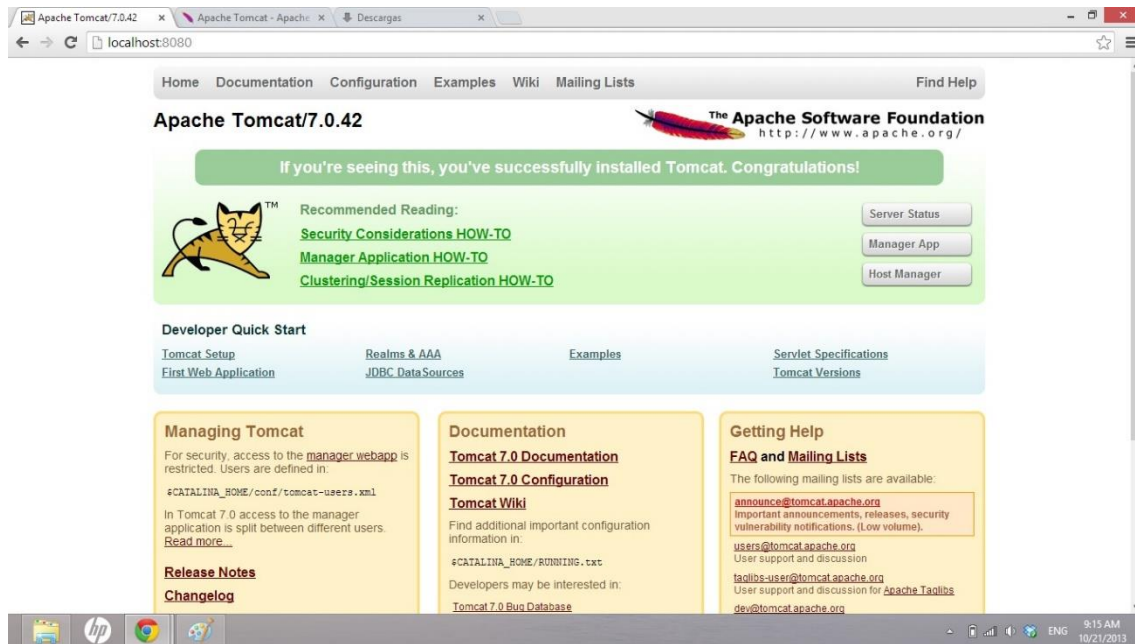 Apache Tomcat/7.0.42
Apache Tomcat - Apache
Descargas
localhost:8080
Home Documentation Configuration Examples Wiki Mailing Lists Find Help
Apache Tomcat/7.0.42
The Apache Software Foundation
http://www.apache.org/
If you're seeing this, you've successfully installed Tomcat. Congratulations!
TM
Recommended Reading:
Security Considerations HOW-TO
Manager Application HOW-TO
Clustering/Session Replication HOW-TO
Server Status
Manager App
Host Manager
Developer Quick Start
Tomcat Setup
First Web Application
Realms & AAA
JDBC DataSources
Examples
Servlet Specifications
Tomcat Versions
Managing Tomcat
For security, access to the manager webapp is
restricted. Users are defined in:
$CATALINA_HOME/conf/tomcat-users.xml
In Tomcat 7.0 access to the manager
application is split between different users.
Read more...
Release Notes
Changelog
Documentation
Tomcat 7.0 Documentation
Tomcat 7.0 Configuration
Tomcat Wiki
Find additional important configuration
information in:
$CATALINA_HOME/RUNNING.txt
Developers may be interested in:
Tomcat 7.0 Bug Database
Getting Help
FAQ and Mailing Lists
The following mailing lists are available:
announce@tomcat.apache.org
Important announcements, releases, security
vulnerability notifications. (Low volume).
users@tomcat.apache.org
User support and discussion
taglibs-user@tomcat.apache.org
User support and discussion for Apache Taglibs
dev@tomcat.apache.org
hp
ENG
9:15 AM
10/21/2013